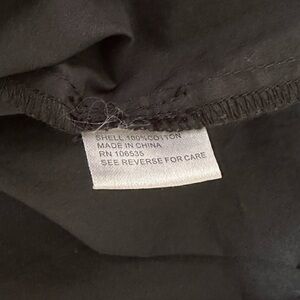 SHELL 100%COTTON
MADE IN CHINA
RN 106535
SEE REVERSE FOR CARE